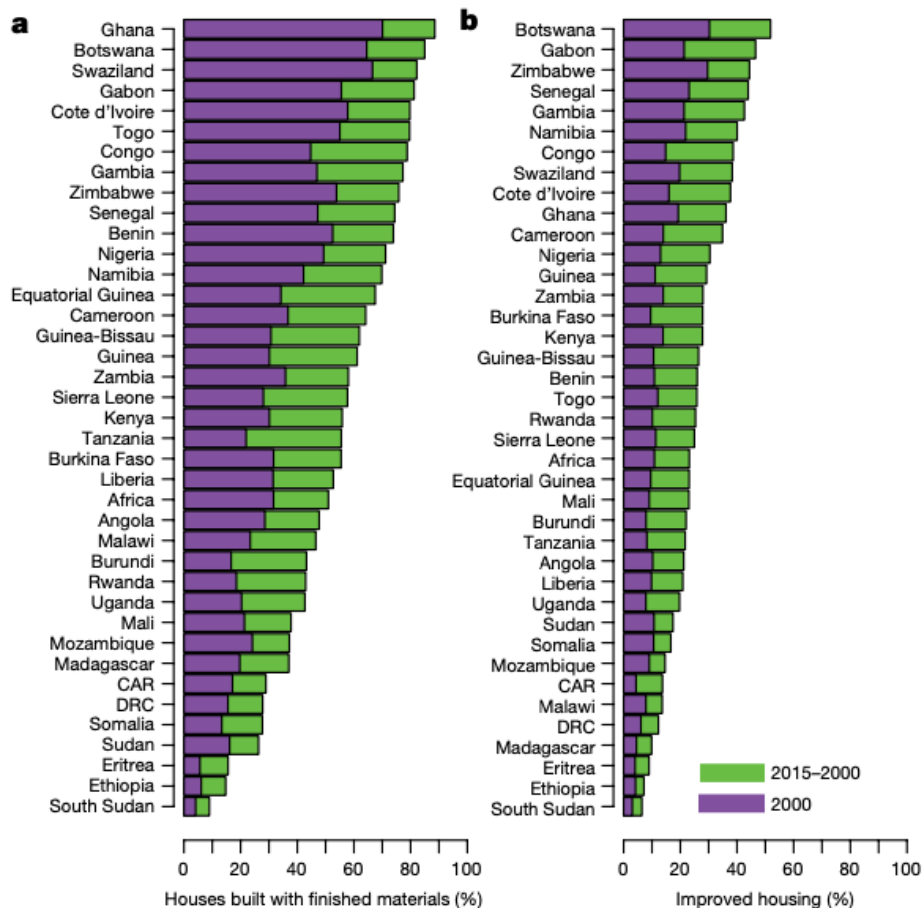 a
Ghana
Botswana
Swaziland
Gabon
Cote d'Ivoire
Togo
Congo
Gambia
Zimbabwe
Senegal
Benin
Nigeria
Namibia
Equatorial Guinea
Cameroon
Guinea-Bissau
Guinea
Zambia
Sierra Leone
Kenya
Tanzania
Burkina Faso
Liberia
Africa
Angola
Malawi
Burundi
Rwanda
Uganda
Mali
Mozambique
Madagascar
CAR
DRC
Somalia
Sudan
Eritrea
Ethiopia
South Sudan
0 20 40 60 80 100
Houses built with finished materials (%)
b
Botswana
Gabon
Zimbabwe
Senegal
Gambia
Namibia
Congo
Swaziland
Cote d'Ivoire
Ghana
Cameroon
Nigeria
Guinea
Zambia
Burkina Faso
Kenya
Guinea-Bissau
Benin
Togo
Rwanda
Sierra Leone
Africa
Equatorial Guinea
Mali
Burundi
Tanzania
Angola
Liberia
Uganda
Sudan
Somalia
Mozambique
CAR
Malawi
DRC
Madagascar
Eritrea
Ethiopia
South Sudan
2015–2000
2000
0 20 40 60 80 100
Improved housing (%)